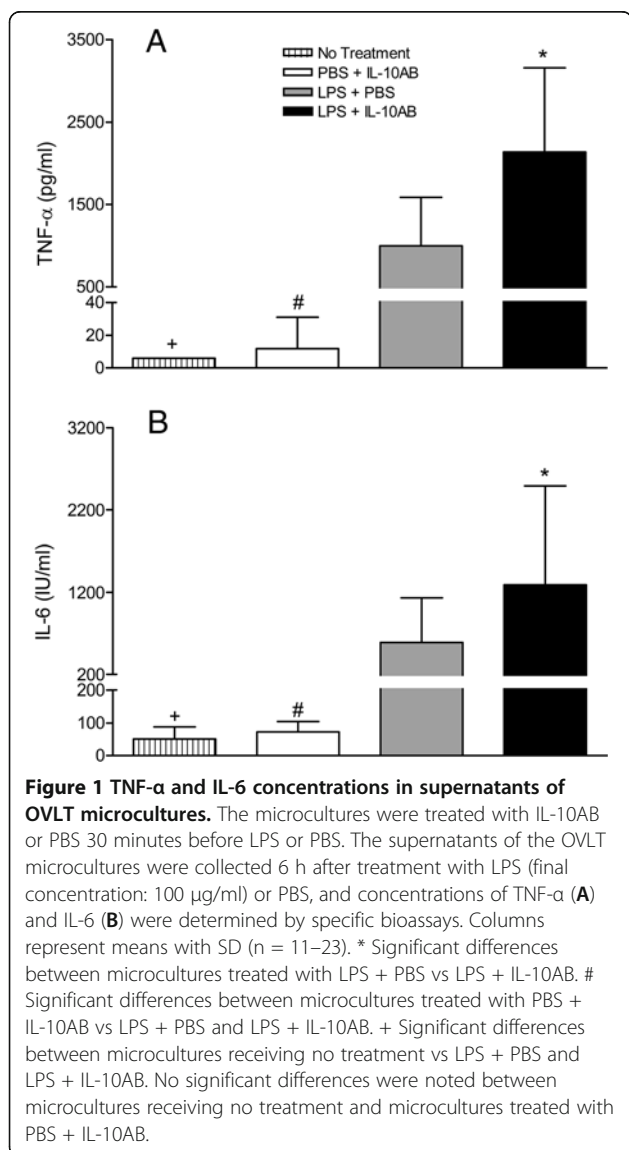 A
3500
2500
1500
500
40
20
0
TNF-α (pg/ml)
No Treatment
PBS + IL-10AB
LPS + PBS
LPS + IL-10AB
+
#
*
B
3200
2200
1200
200
200
100
0
IL-6 (IU/ml)
+
#
*
Figure 1 TNF-α and IL-6 concentrations in supernatants of
OVLT microcultures. The microcultures were treated with IL-10AB
or PBS 30 minutes before LPS or PBS. The supernatants of the OVLT
microcultures were collected 6 h after treatment with LPS (final
concentration: 100 μg/ml) or PBS, and concentrations of TNF-α (A)
and IL-6 (B) were determined by specific bioassays. Columns
represent means with SD (n = 11–23). * Significant differences
between microcultures treated with LPS + PBS vs LPS + IL-10AB. #
Significant differences between microcultures treated with PBS +
IL-10AB vs LPS + PBS and LPS + IL-10AB. + Significant differences
between microcultures receiving no treatment vs LPS + PBS and
LPS + IL-10AB. No significant differences were noted between
microcultures receiving no treatment and microcultures treated with
PBS + IL-10AB.